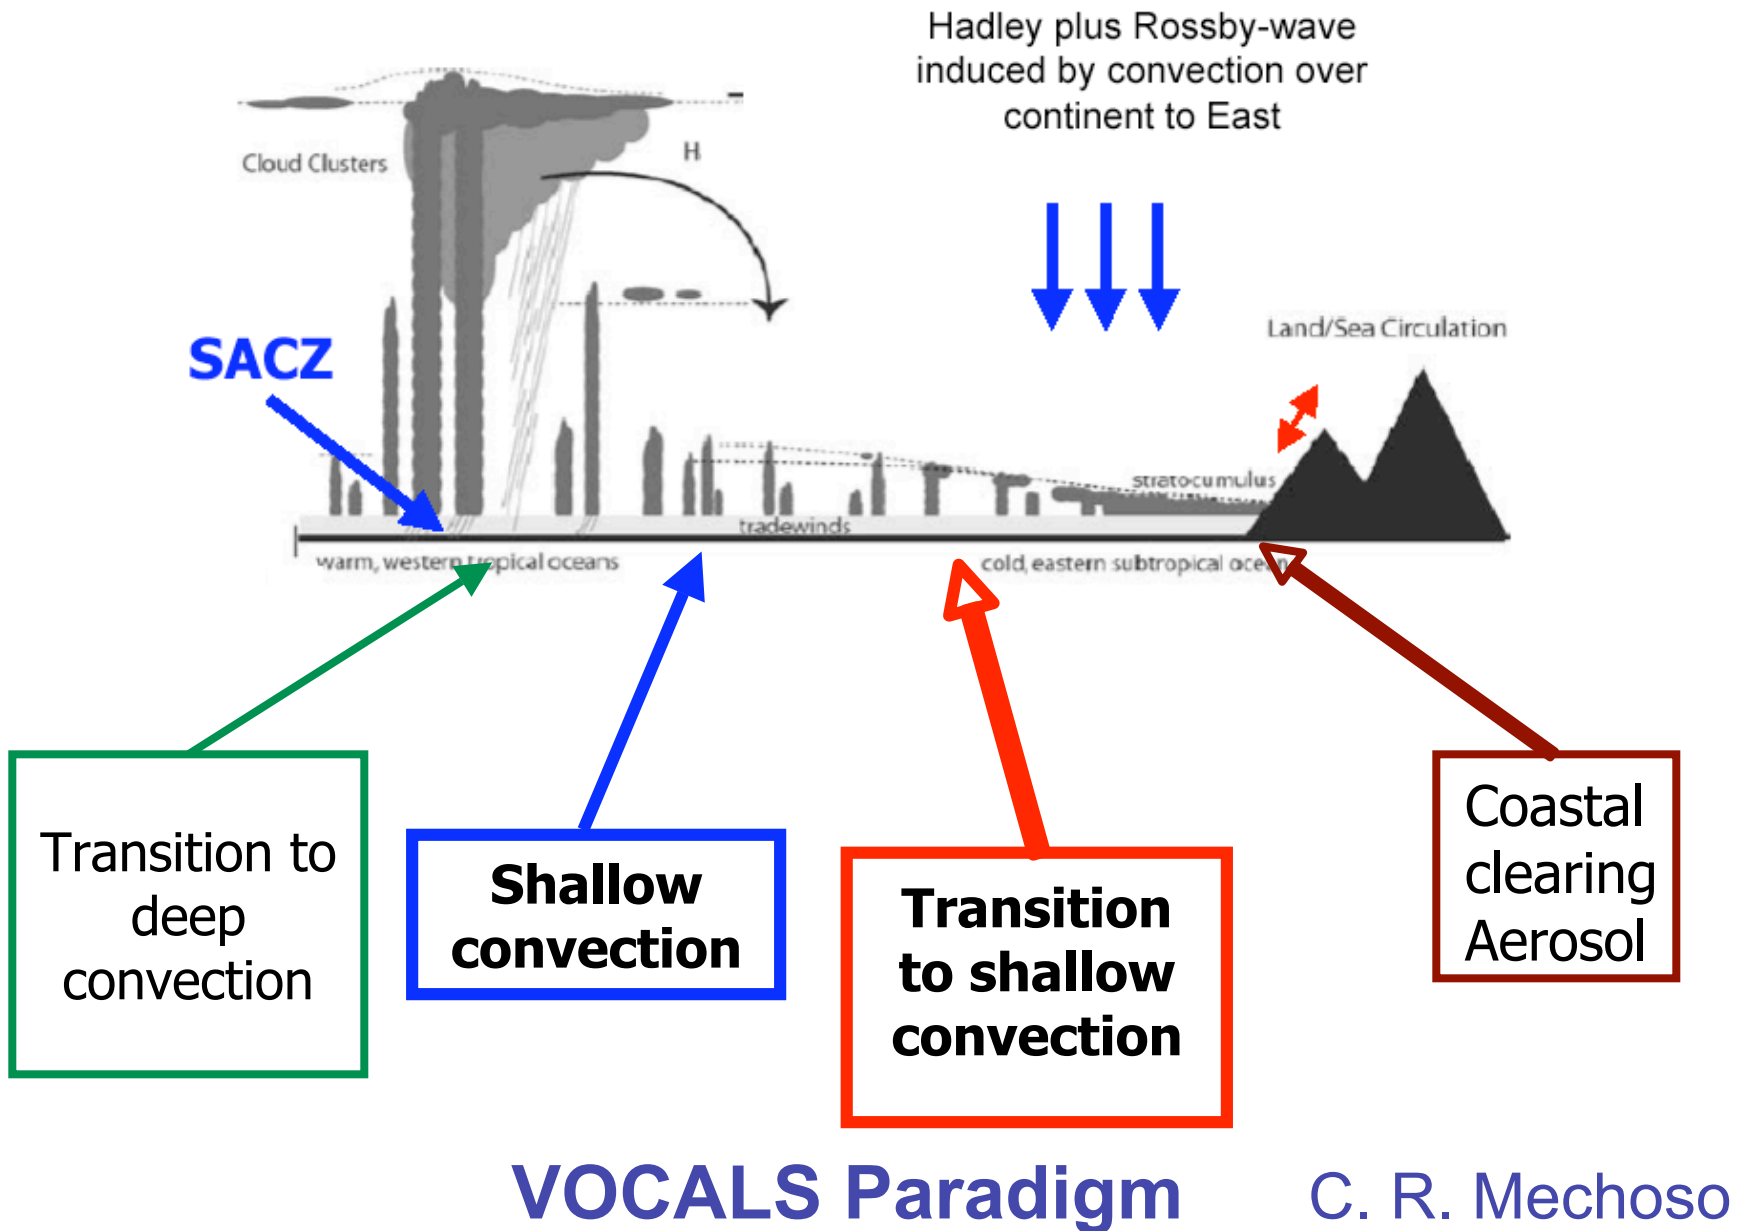 Hadley plus Rossby-wave
induced by convection over
continent to East
Cloud Clusters
H
Land/Sea Circulation
SACZ
stratocumulus
tradewinds
warm, western tropical oceans
cold, eastern subtropical ocean
Transition to
deep
convection
Shallow
convection
Transition
to shallow
convection
Coastal
clearing
Aerosol
VOCALS Paradigm
C. R. Mechoso